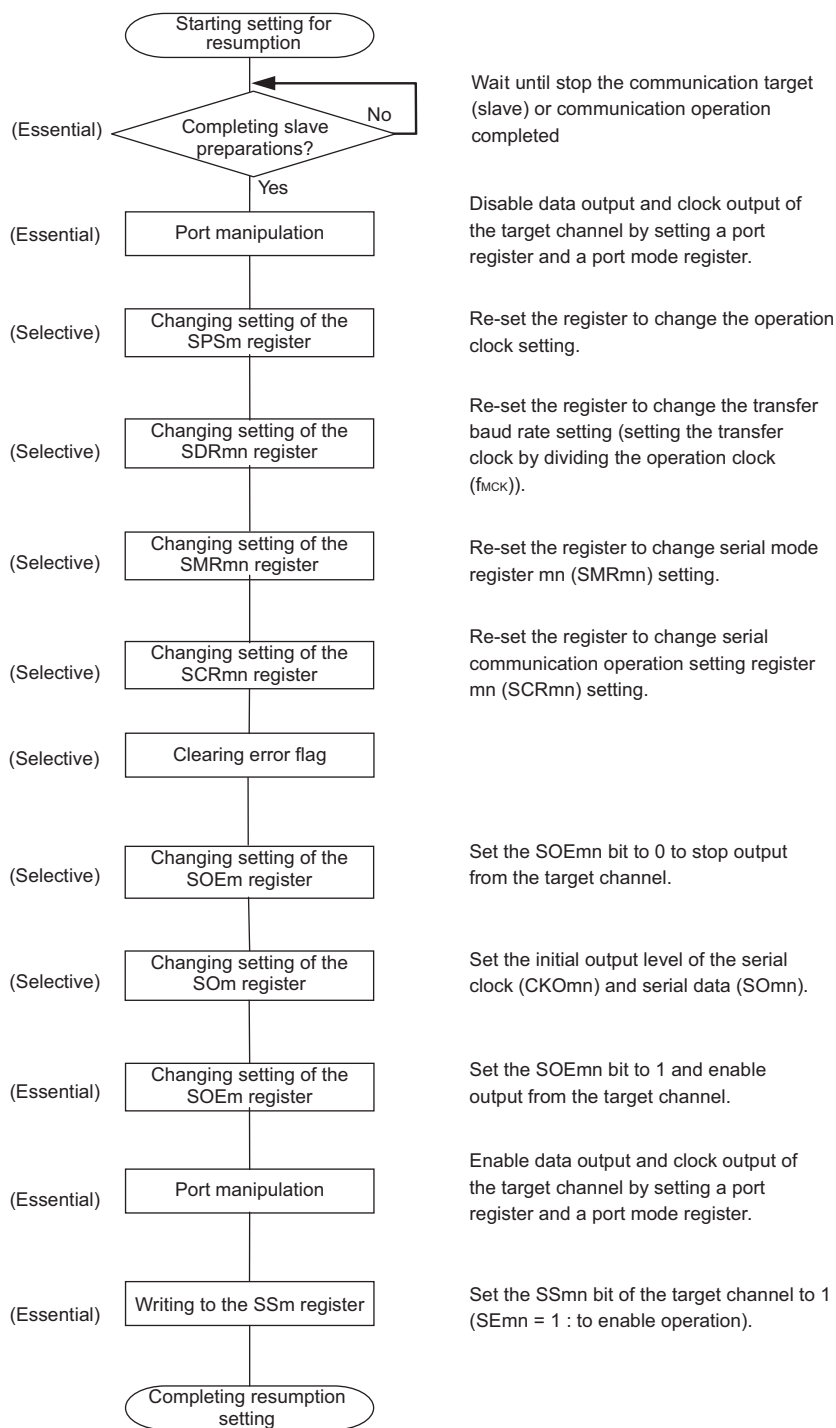 Starting setting for
resumption
Wait until stop the communication target
(slave) or communication operation
completed
(Essential)
Completing slave
preparations?
No
Yes
(Essential)
Port manipulation
Disable data output and clock output of
the target channel by setting a port
register and a port mode register.
(Selective)
Changing setting of the
SPSm register
Re-set the register to change the operation
clock setting.
(Selective)
Changing setting of the
SDRmn register
Re-set the register to change the transfer
baud rate setting (setting the transfer
clock by dividing the operation clock
(fMCK)).
(Selective)
Changing setting of the
SMRmn register
Re-set the register to change serial mode
register mn (SMRmn) setting.
(Selective)
Changing setting of the
SCRmn register
Re-set the register to change serial
communication operation setting register
mn (SCRmn) setting.
(Selective)
Clearing error flag
(Selective)
Changing setting of the
SOEm register
Set the SOEmn bit to 0 to stop output
from the target channel.
(Selective)
Changing setting of the
SOm register
Set the initial output level of the serial
clock (CKOmn) and serial data (SOmn).
(Essential)
Changing setting of the
SOEm register
Set the SOEmn bit to 1 and enable
output from the target channel.
(Essential)
Port manipulation
Enable data output and clock output of
the target channel by setting a port
register and a port mode register.
(Essential)
Writing to the SSm register
Set the SSmn bit of the target channel to 1
(SEmn = 1 : to enable operation).
Completing resumption
setting